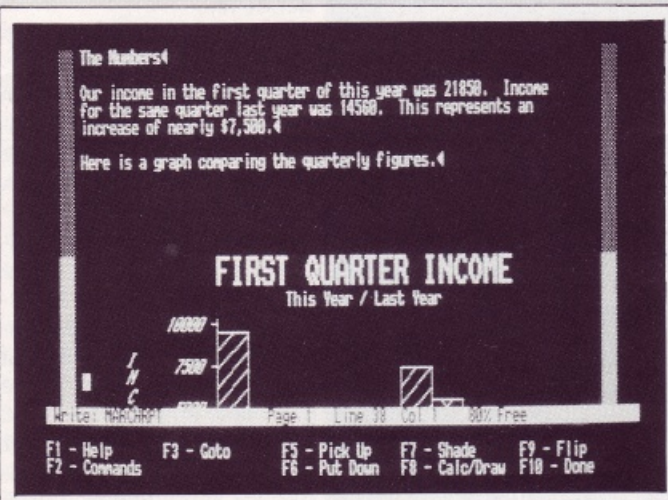 The Numbers
Our income in the first quarter of this year was 21850. Income
for the same quarter last year was 14560. This represents an
increase of nearly $7,500.
Here is a graph comparing the quarterly figures.
FIRST QUARTER INCOME
This Year / Last Year
10000
7500
I
N
C
Write: Page 1 Line 38 Col 1 80% Free
F1 - Help F3 - Goto F5 - Pick Up F7 - Shade F9 - Flip
F2 - Commands F6 - Put Down F8 - Calc/Draw F10 - Done